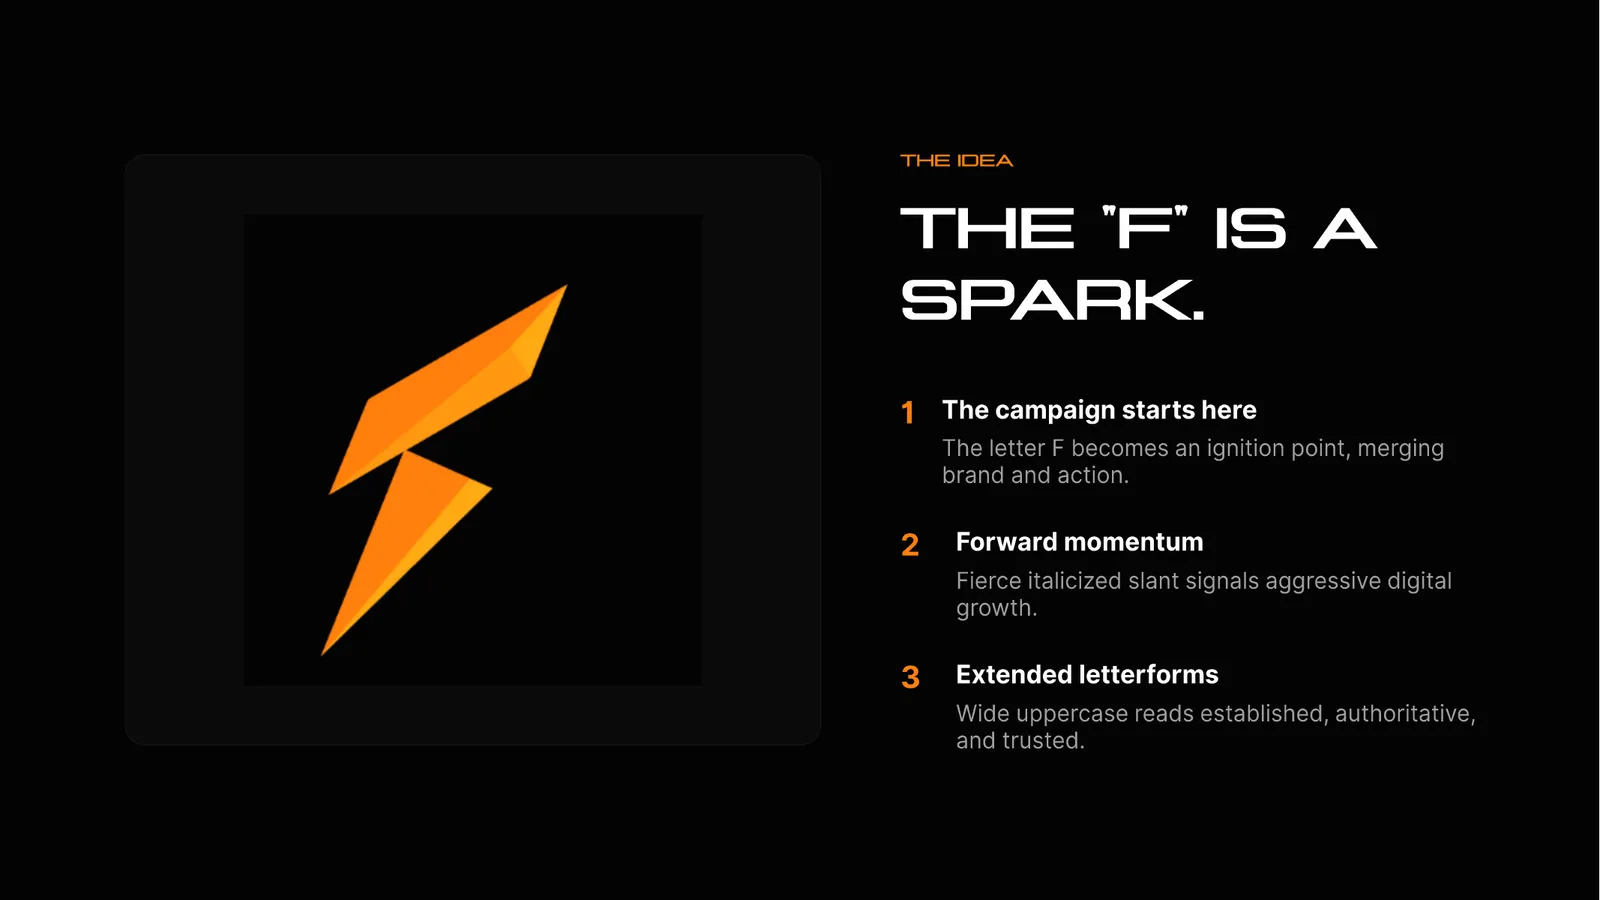 THE IDEA
THE "F" IS A
SPARK.
1 The campaign starts here
The letter F becomes an ignition point, merging
brand and action.
2 Forward momentum
Fierce italicized slant signals aggressive digital
growth.
3 Extended letterforms
Wide uppercase reads established, authoritative,
and trusted.